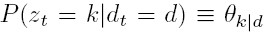 P(z_t = k|d_t = d) ≡ θ_{k|d}